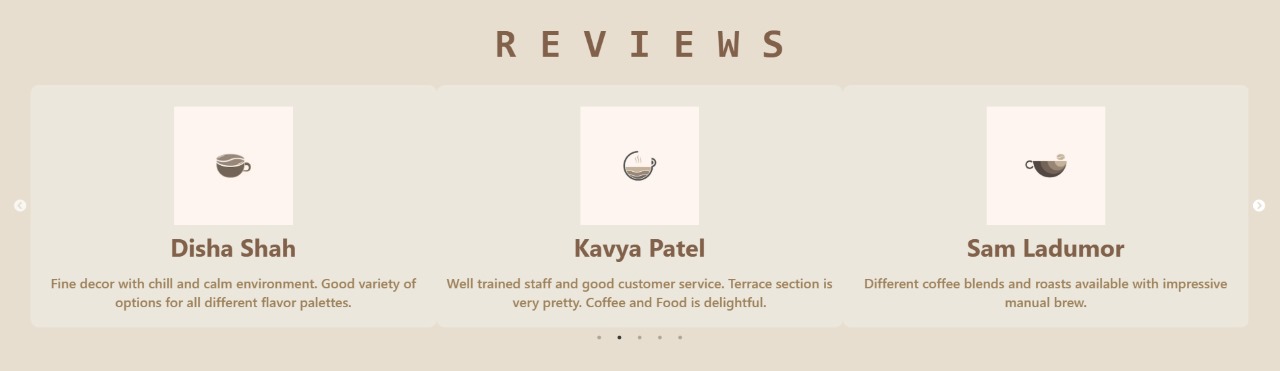 REVIEWS
Disha Shah
Fine decor with chill and calm environment. Good variety of
options for all different flavor palettes.
Kavya Patel
Well trained staff and good customer service. Terrace section is
very pretty. Coffee and Food is delightful.
Sam Ladumor
Different coffee blends and roasts available with impressive
manual brew.